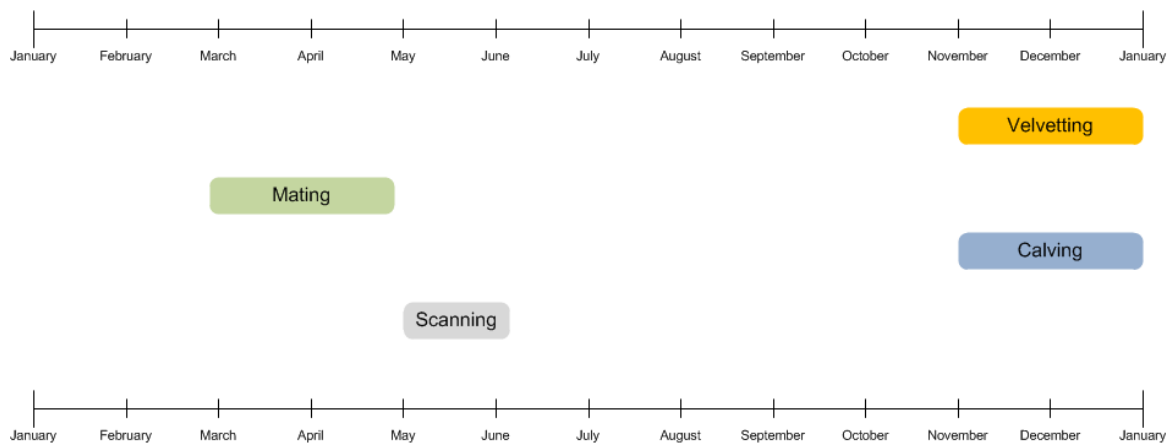 January February March April May June July August September October November December January
Velvetting
Mating
Calving
Scanning
January February March April May June July August September October November December January